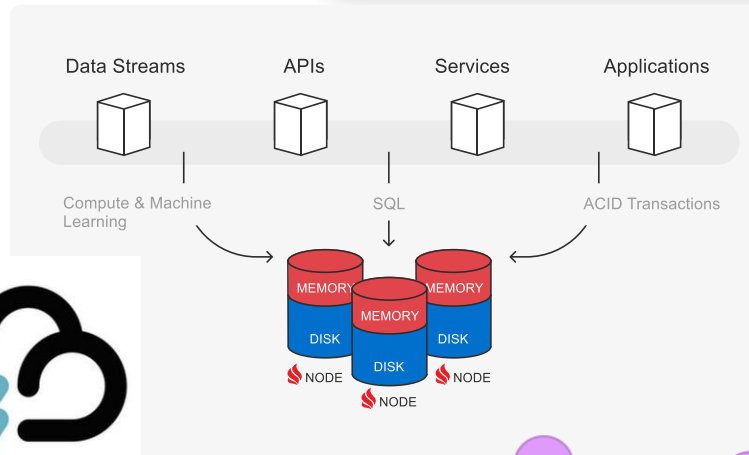 Data Streams
APIs
Services
Applications
Compute & Machine
Learning
SQL
ACID Transactions
MEMORY
MEMORY
MEMORY
DISK
DISK
DISK
NODE
NODE
NODE